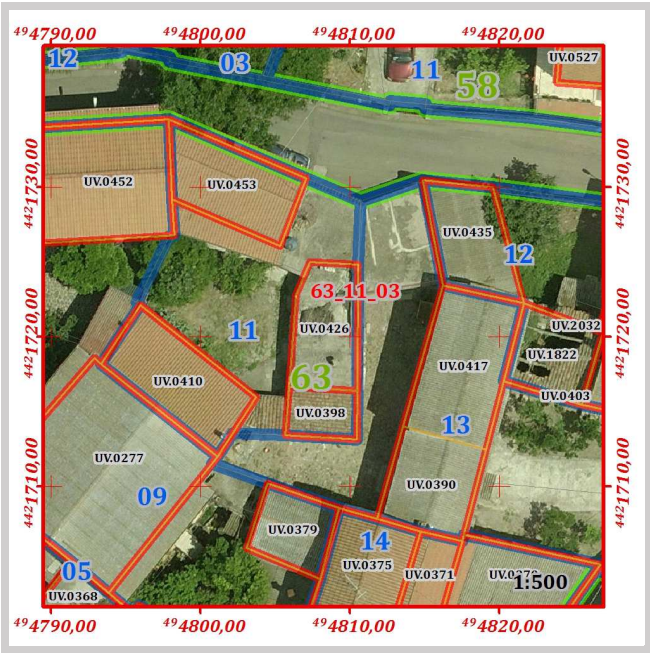 ⁴⁹4790,00 ⁴⁹4800,00 ⁴⁹4810,00 ⁴⁹4820,00
12 03 11 58 UV.0527
⁴⁴²1730,00 UV.0452 UV.0453 ⁴⁴²1730,00
UV.0435 12
63_11_03
11 UV.0426 UV.2032
⁴⁴²1720,00 UV.1822 ⁴⁴²1720,00
UV.0410 63 UV.0417
UV.0398 UV.0403
13
UV.0277
09 UV.0390
⁴⁴²1710,00 ⁴⁴²1710,00
UV.0379 14
UV.0375
05 UV.0371 1:500
UV.0368
⁴⁹4790,00 ⁴⁹4800,00 ⁴⁹4810,00 ⁴⁹4820,00